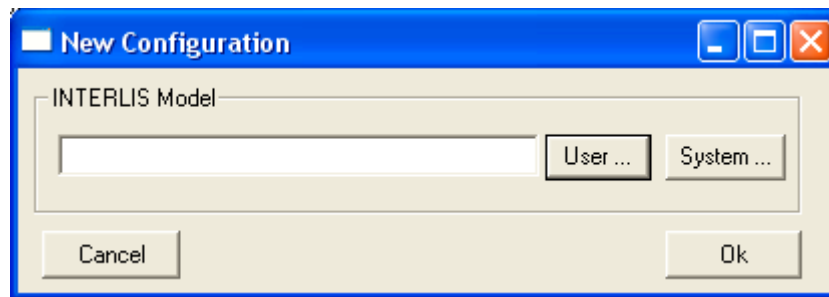 New Configuration
INTERLIS Model
User ... System ...
Cancel Ok